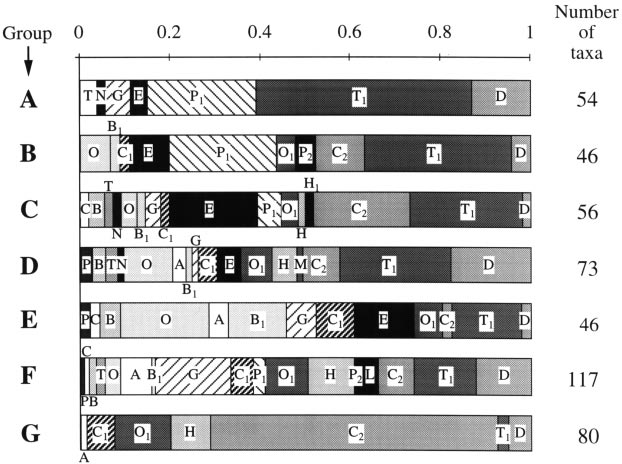 Number
of
taxa
Group
0 0.2 0.4 0.6 0.8 1
A T N G E P₁ T₁ D 54
B₁
B O C₁ E P₁ O₁ P₂ C₂ T₁ D 46
T H₁
C C B O G E P₁ O₁ C₂ T₁ D 56
N B₁ C₁ H
G
D P B T N O A C₁ E O₁ H M C₂ T₁ D 73
B₁
E P C B O A B₁ G C₁ E O₁ C₂ T₁ D 46
C
F T O A B₁ G C₁ P₁ O₁ H P₂ L C₂ T₁ D 117
P B
G C₁ O₁ H C₂ T₁ D 80
A